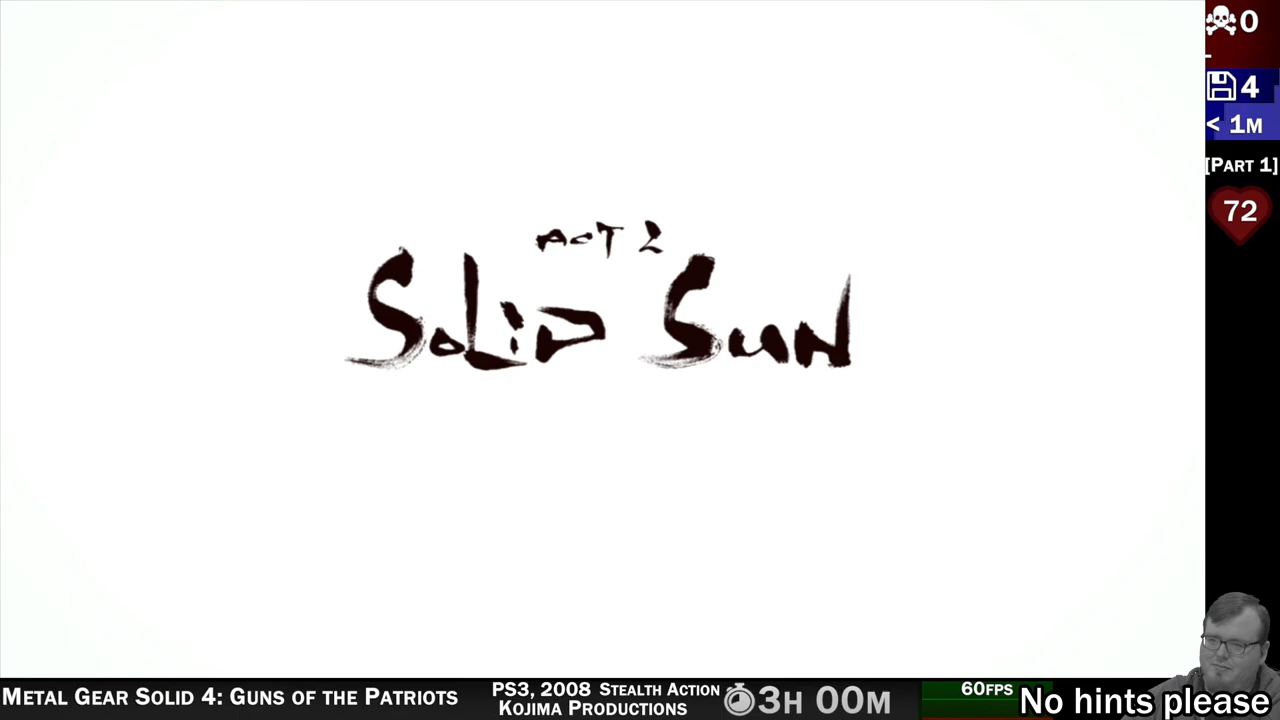 ACT 2
SOLID SUN
0
-
4
< 1M
[PART 1]
72
METAL GEAR SOLID 4: GUNS OF THE PATRIOTS
PS3, 2008 STEALTH ACTION
KOJIMA PRODUCTIONS
3H 00M
60FPS
No hints please